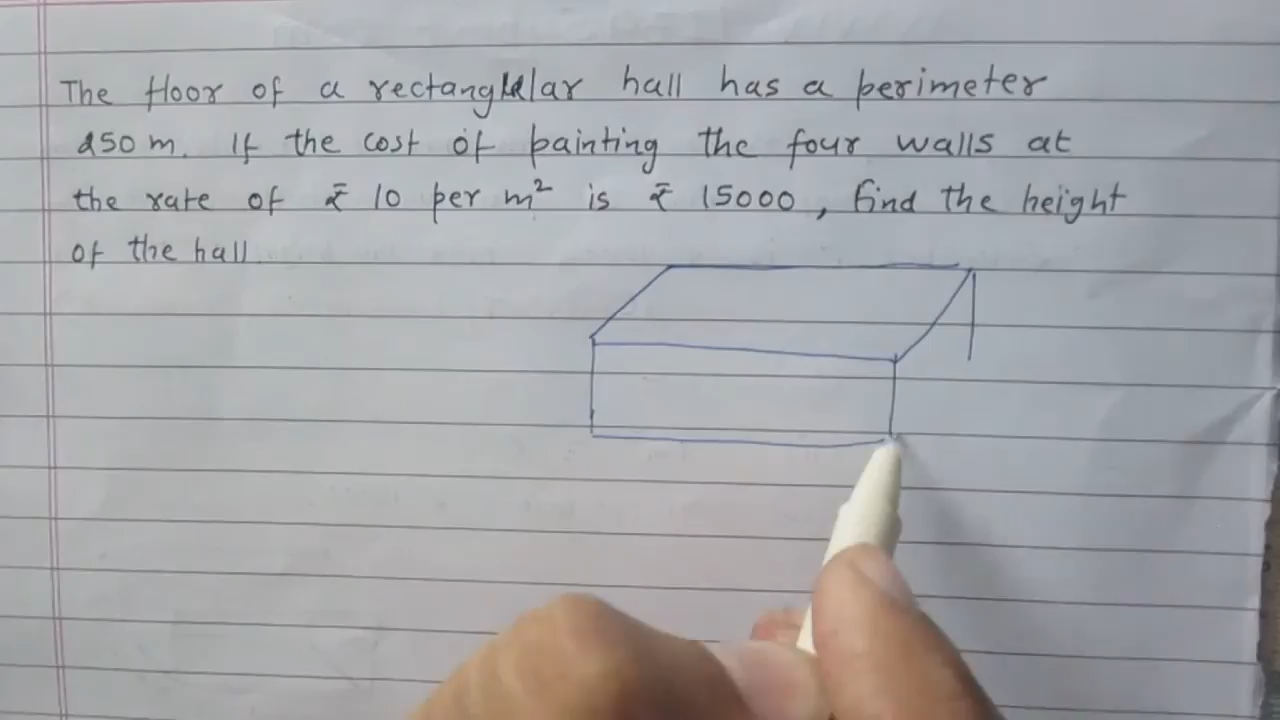 The floor of a rectangular hall has a perimeter
250 m. If the cost of painting the four walls at
the rate of ₹ 10 per m² is ₹ 15000, find the height
of the hall.